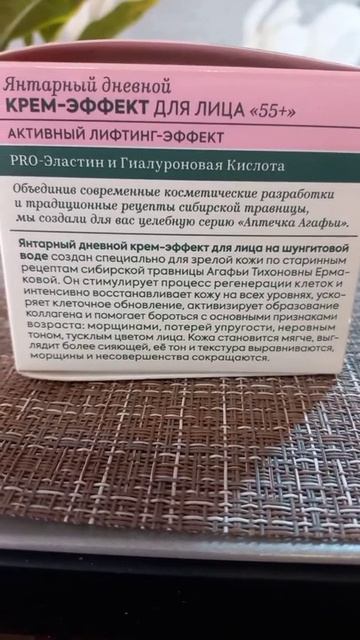 Янтарный дневной
КРЕМ-ЭФФЕКТ ДЛЯ ЛИЦА «55+»
АКТИВНЫЙ ЛИФТИНГ-ЭФФЕКТ
PRO-Эластин и Гиалуроновая Кислота
Объединив современные косметические разработки
и традиционные рецепты сибирской травницы,
мы создали для вас целебную серию «Аптечка Агафьи».
Янтарный дневной крем-эффект для лица на шунгитовой
воде создан специально для зрелой кожи по старинным
рецептам сибирской травницы Агафьи Тихоновны Ерма-
ковой. Он стимулирует процесс регенерации клеток и
интенсивно восстанавливает кожу на всех уровнях, уско-
ряет клеточное обновление, активизирует образование
коллагена и помогает бороться с основными признаками
возраста: морщинами, потерей упругости, неровным
тоном, тусклым цветом лица. Кожа становится мягче, выг-
лядит более сияющей, её тон и текстура выравниваются,
морщины и несовершенства сокращаются.